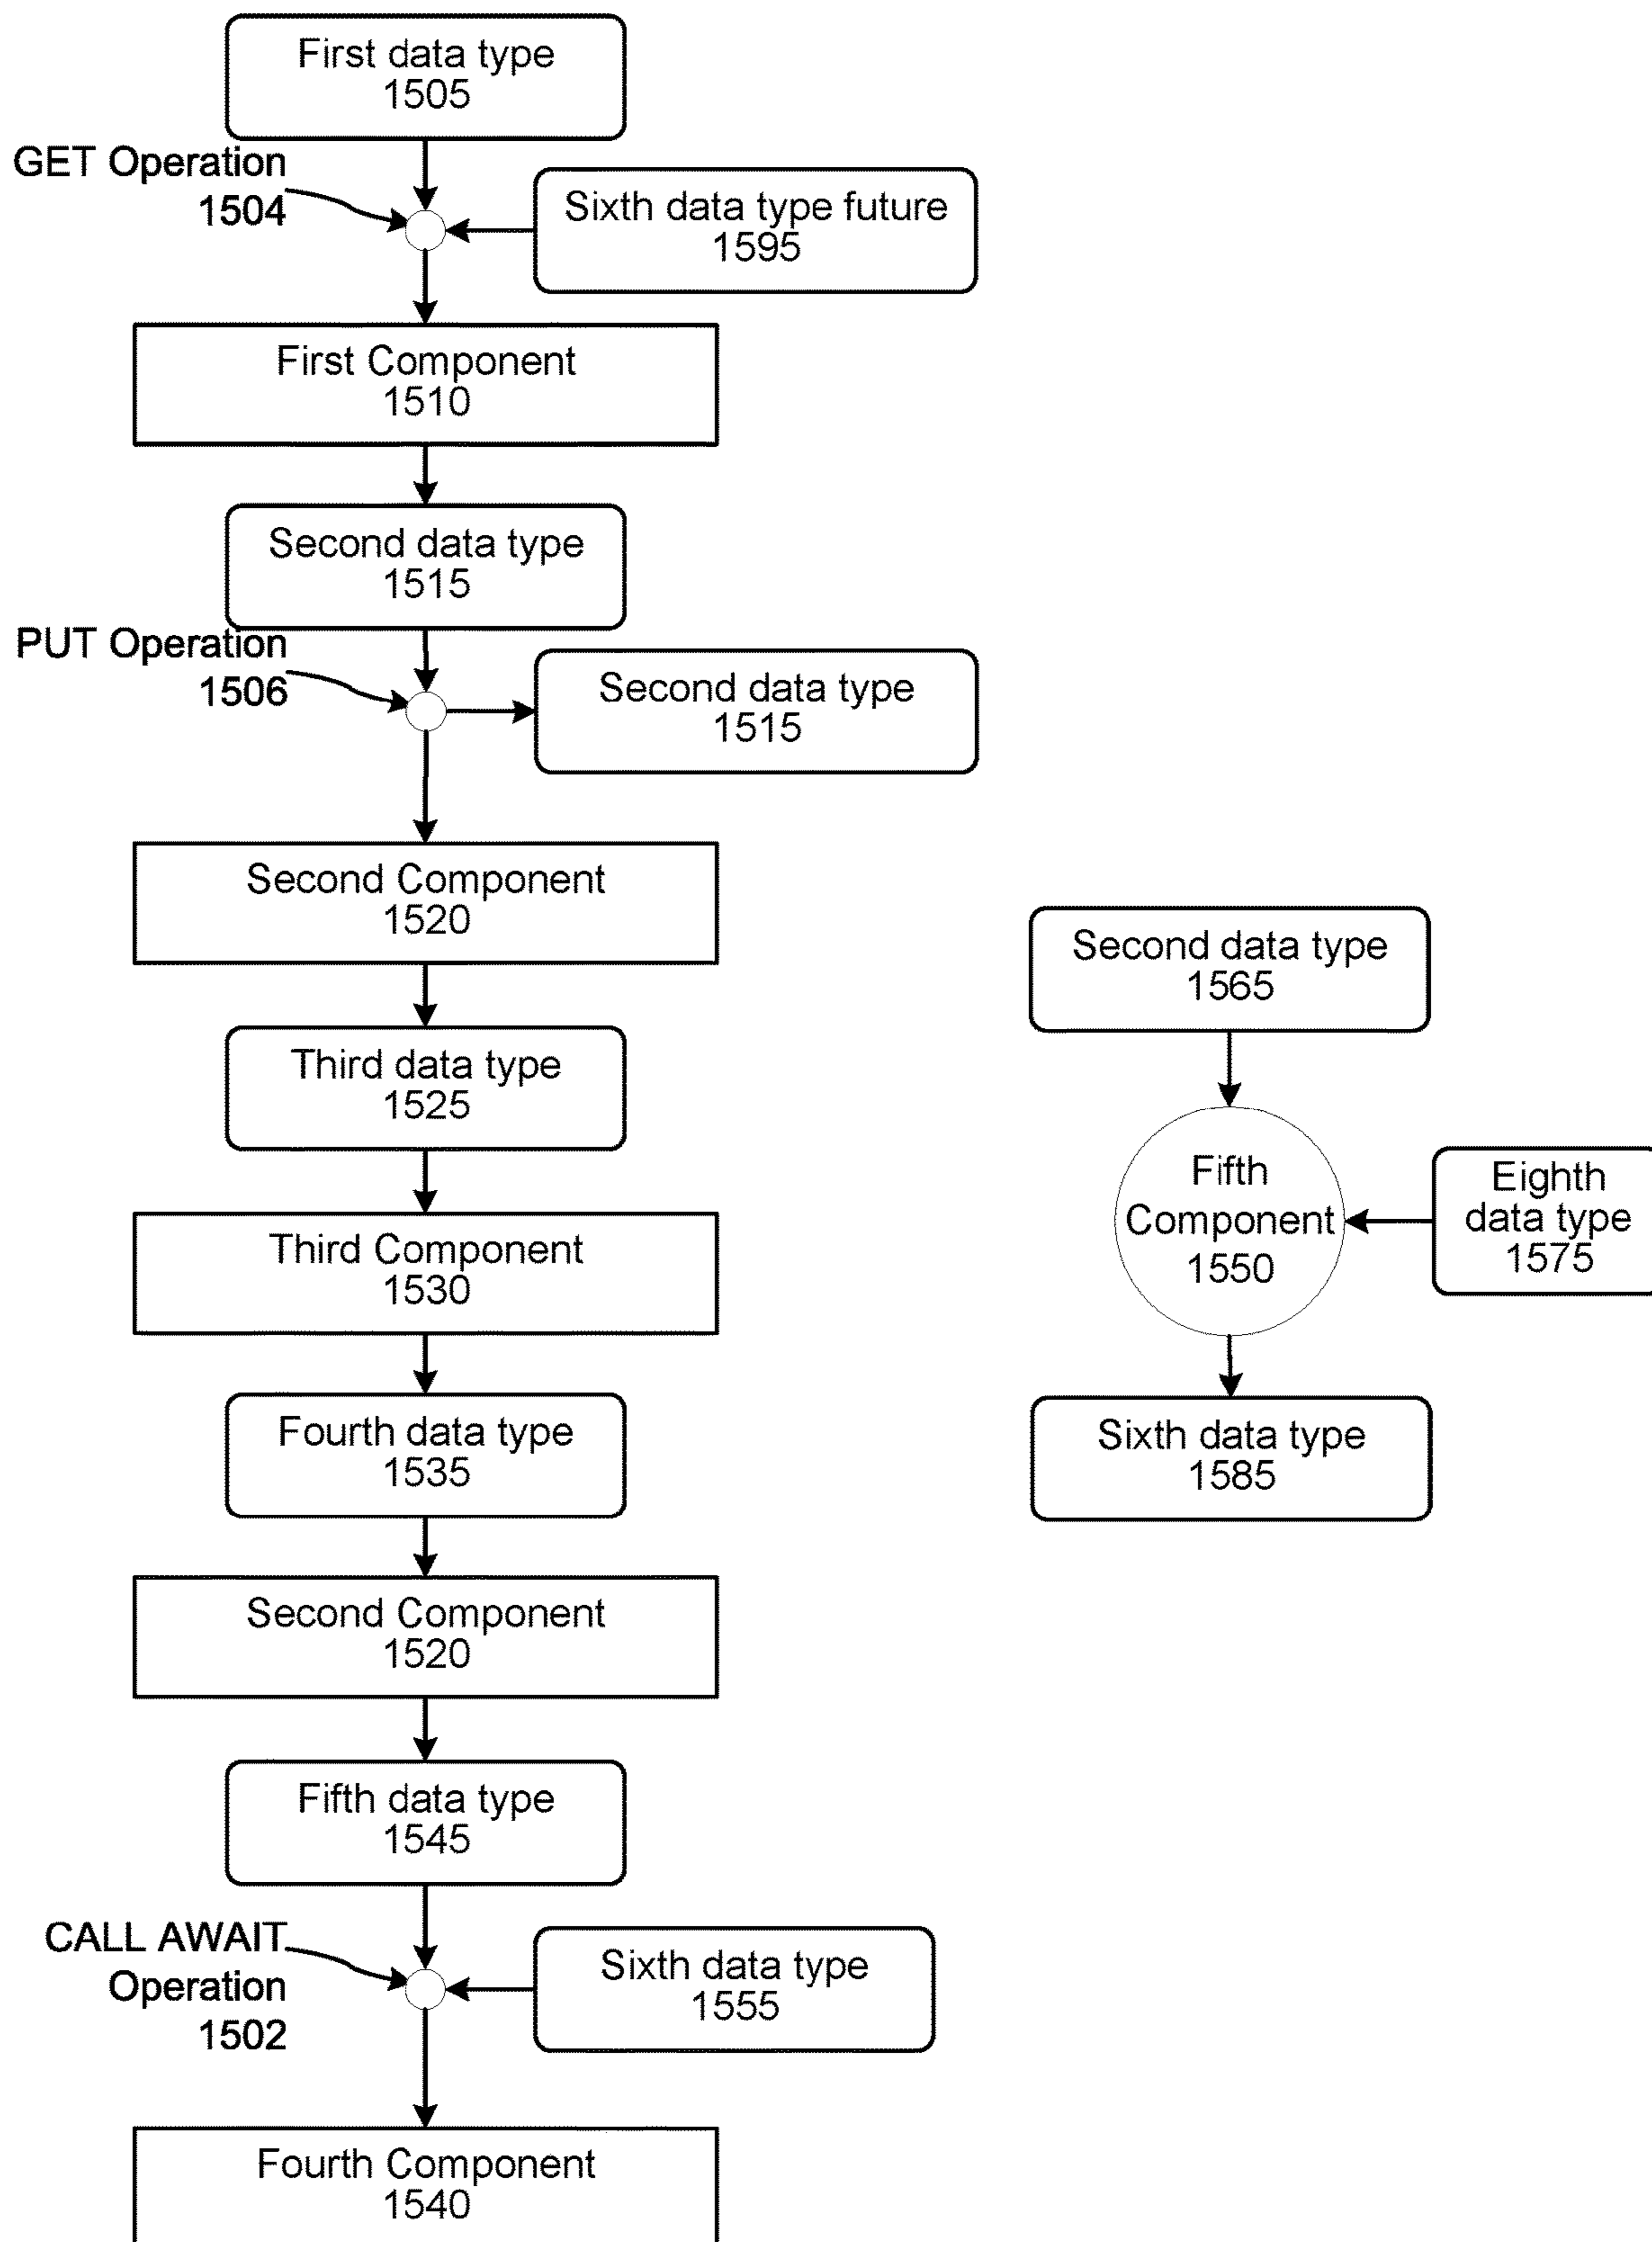 First data type
1505
GET Operation
1504
Sixth data type future
1595
First Component
1510
Second data type
1515
PUT Operation
1506
Second data type
1515
Second Component
1520
Second data type
1565
Third data type
1525
Fifth
Component
1550
Eighth
data type
1575
Third Component
1530
Fourth data type
1535
Sixth data type
1585
Second Component
1520
Fifth data type
1545
CALL AWAIT
Operation
1502
Sixth data type
1555
Fourth Component
1540